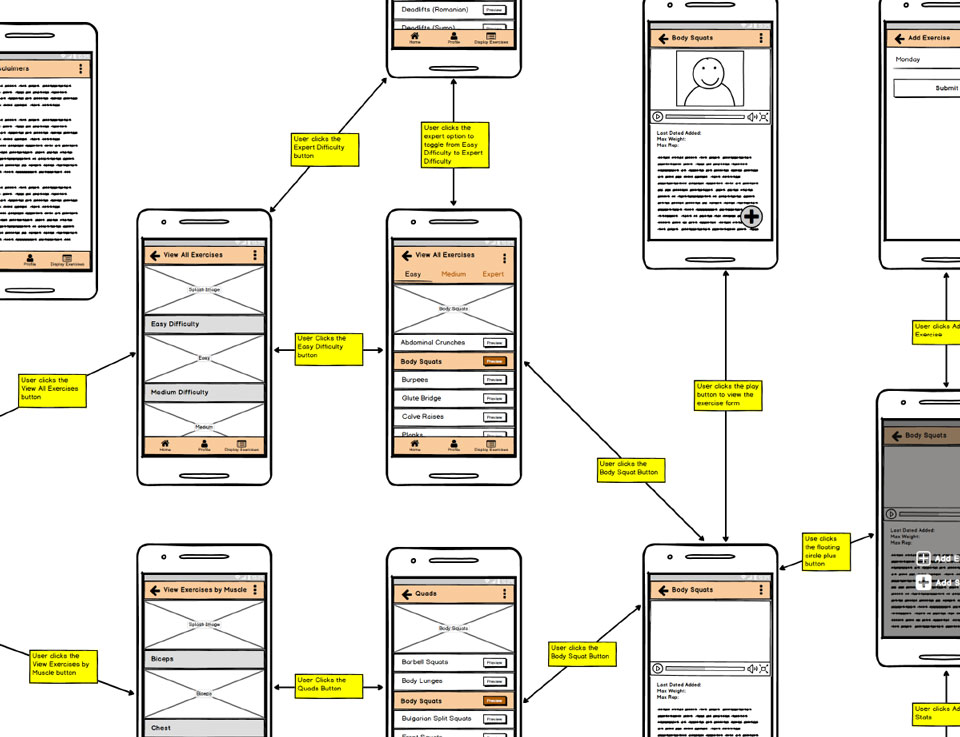 Deadlifts (Romanian) Preview
Deadlifts (Sumo)
Home Profile Display Exercises
Disclaimers
Profile Display Exercises
User clicks the
Expert Difficulty
button
User clicks the
expert option to
toggle from Easy
Difficulty to Expert
Difficulty
Body Squats
Last Dated Added:
Max Weight:
Max Rep:
Add Exercise
Monday
Submit
View All Exercises
Splash Image
Easy Difficulty
Easy
Medium Difficulty
Medium
Home Profile Display Exercises
User Clicks the
Easy Difficulty
button
View All Exercises
Easy Medium Expert
Body Squats
Abdominal Crunches Preview
Body Squats Preview
Burpees Preview
Glute Bridge Preview
Calve Raises Preview
Planks
Home Profile Display Exercises
User clicks the
View All Exercises
button
User clicks the play
button to view the
exercise form
User clicks Ad
Exercise
User clicks the
Body Squat Button
Body Squats
Last Dated Added:
Max Weight:
Max Rep:
Add E
Add S
Use clicks
the floating
circle plus
button
User clicks the
View Exercises by
Muscle button
View Exercises by Muscle
Splash Image
Biceps
Biceps
Chest
User Clicks the
Quads Button
Quads
Body Squats
Barbell Squats Preview
Body Lunges Preview
Body Squats Preview
Bulgarian Split Squats Preview
Front Squats
User clicks the
Body Squat Button
Body Squats
Last Dated Added:
Max Weight:
Max Rep:
User clicks Ad
Stats